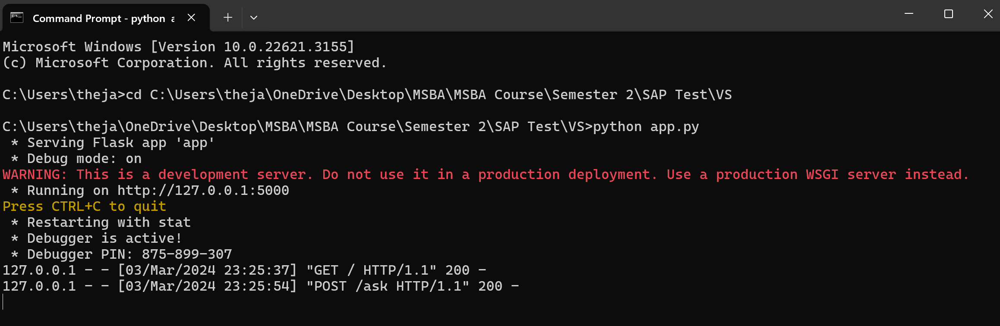 Command Prompt - python a
Microsoft Windows [Version 10.0.22621.3155]
(c) Microsoft Corporation. All rights reserved.
C:\Users\theja>cd C:\Users\theja\OneDrive\Desktop\MSBA\MSBA Course\Semester 2\SAP Test\VS
C:\Users\theja\OneDrive\Desktop\MSBA\MSBA Course\Semester 2\SAP Test\VS>python app.py
 * Serving Flask app 'app'
 * Debug mode: on
WARNING: This is a development server. Do not use it in a production deployment. Use a production WSGI server instead.
 * Running on http://127.0.0.1:5000
Press CTRL+C to quit
 * Restarting with stat
 * Debugger is active!
 * Debugger PIN: 875-899-307
127.0.0.1 - - [03/Mar/2024 23:25:37] "GET / HTTP/1.1" 200 -
127.0.0.1 - - [03/Mar/2024 23:25:54] "POST /ask HTTP/1.1" 200 -